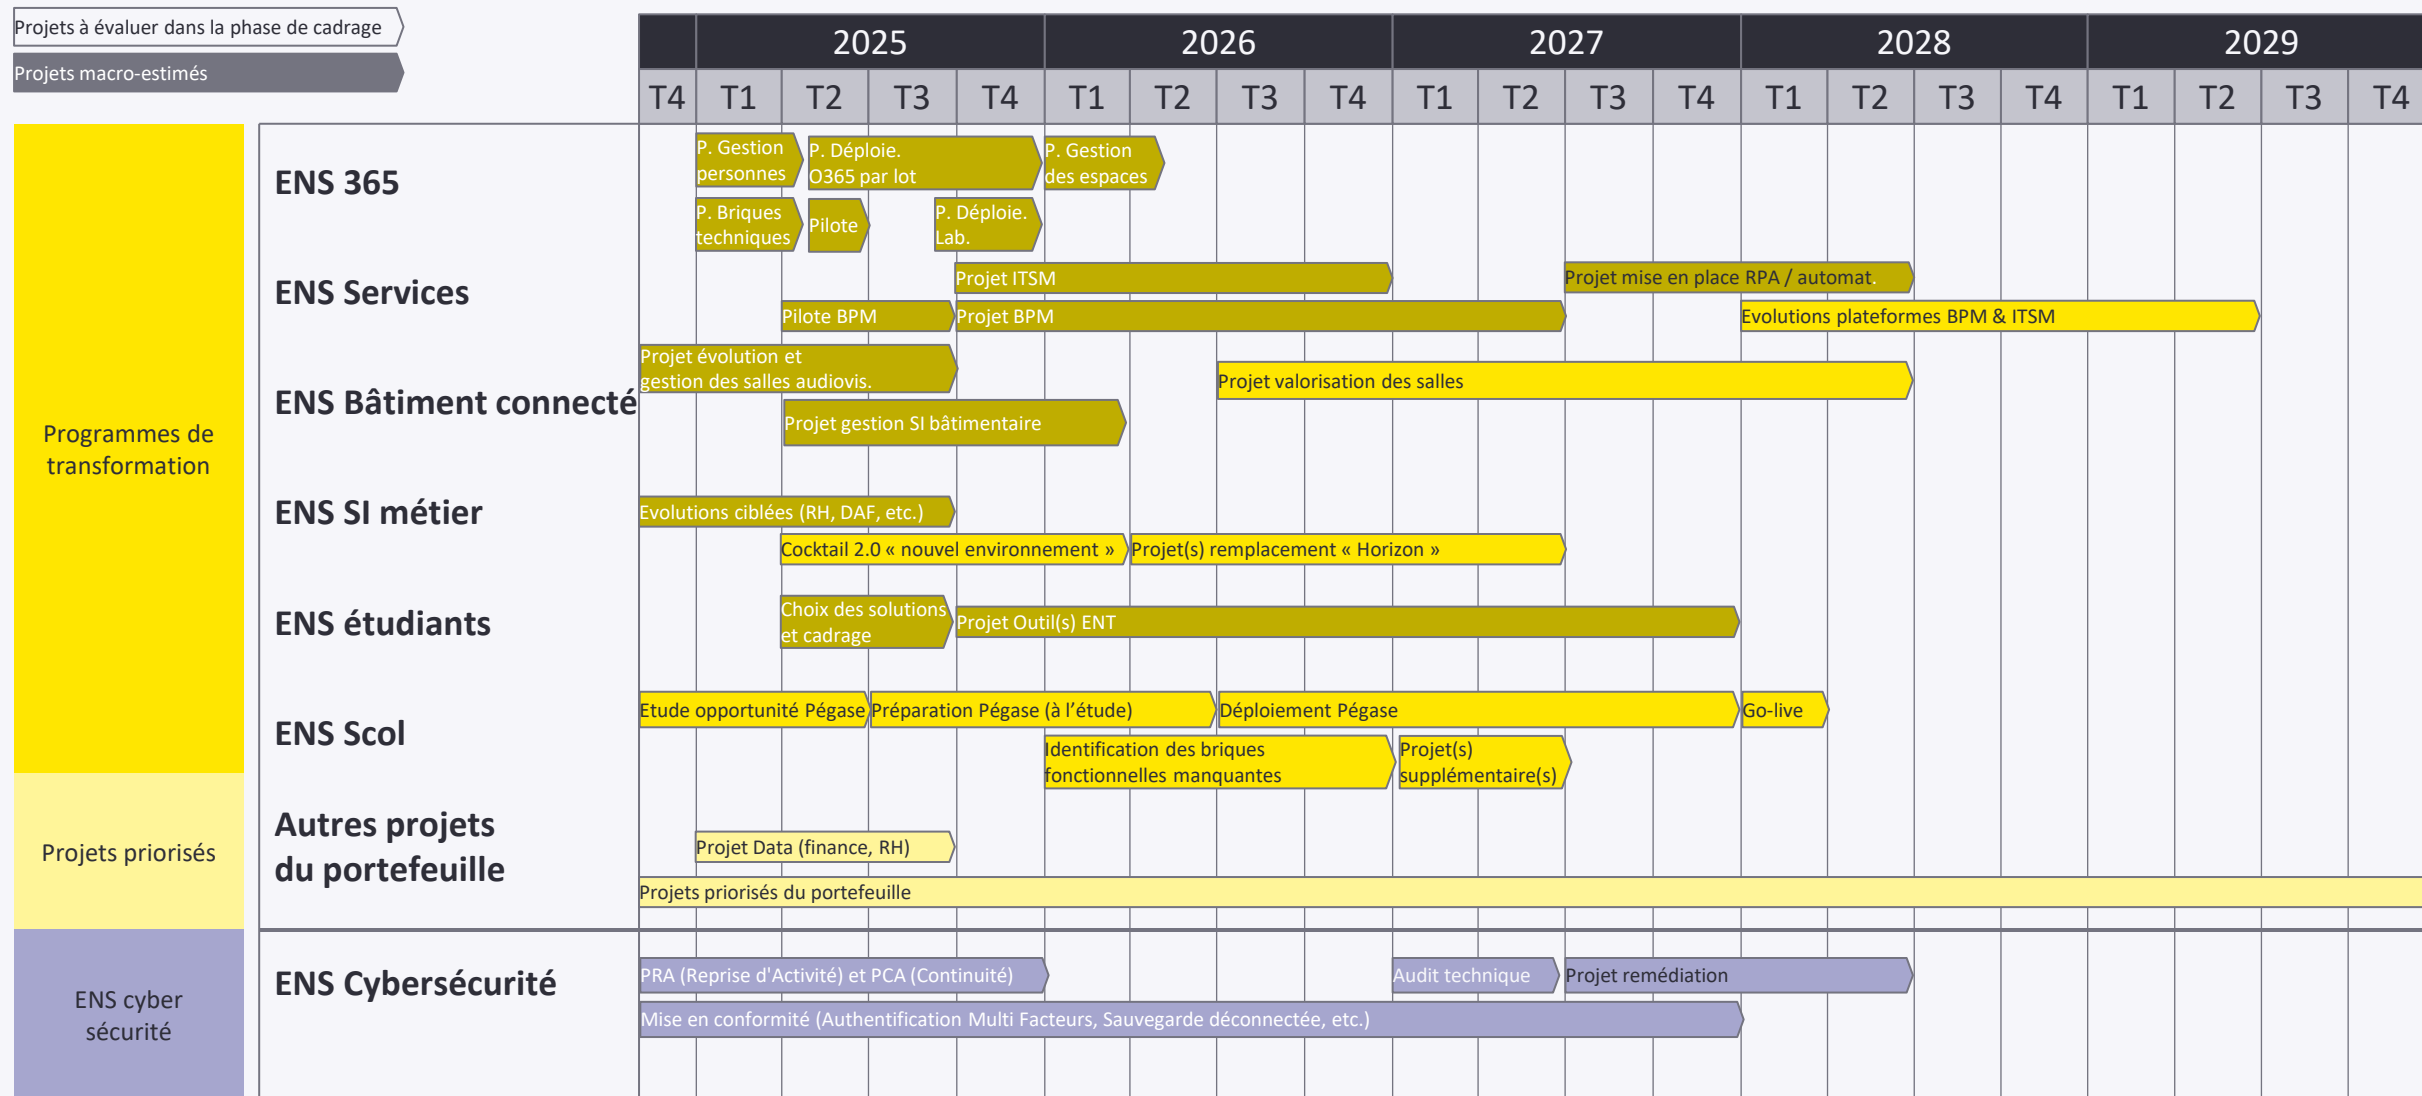 Projets à évaluer dans la phase de cadrage
Projets macro-estimés
2025
2026
2027
2028
2029
T4
T1
T2
T3
T4
T1
T2
T3
T4
T1
T2
T3
T4
T1
T2
T3
T4
T1
T2
T3
T4
Programmes de
transformation
ENS 365
P. Gestion
personnes
P. Déploie.
O365 par lot
P. Gestion
des espaces
P. Briques
techniques
Pilote
P. Déploie.
Lab.
ENS Services
Projet ITSM
Projet mise en place RPA / automat.
Pilote BPM
Projet BPM
Evolutions plateformes BPM & ITSM
ENS Bâtiment connecté
Projet évolution et
gestion des salles audiovis.
Projet valorisation des salles
Projet gestion SI bâtimentaire
ENS SI métier
Evolutions ciblées (RH, DAF, etc.)
Cocktail 2.0 « nouvel environnement »
Projet(s) remplacement « Horizon »
ENS étudiants
Choix des solutions
et cadrage
Projet Outil(s) ENT
ENS Scol
Etude opportunité Pégase
Préparation Pégase (à l’étude)
Déploiement Pégase
Go-live
Identification des briques
fonctionnelles manquantes
Projet(s)
supplémentaire(s)
Projets priorisés
Autres projets
du portefeuille
Projet Data (finance, RH)
Projets priorisés du portefeuille
ENS cyber
sécurité
ENS Cybersécurité
PRA (Reprise d'Activité) et PCA (Continuité)
Audit technique
Projet remédiation
Mise en conformité (Authentification Multi Facteurs, Sauvegarde déconnectée, etc.)